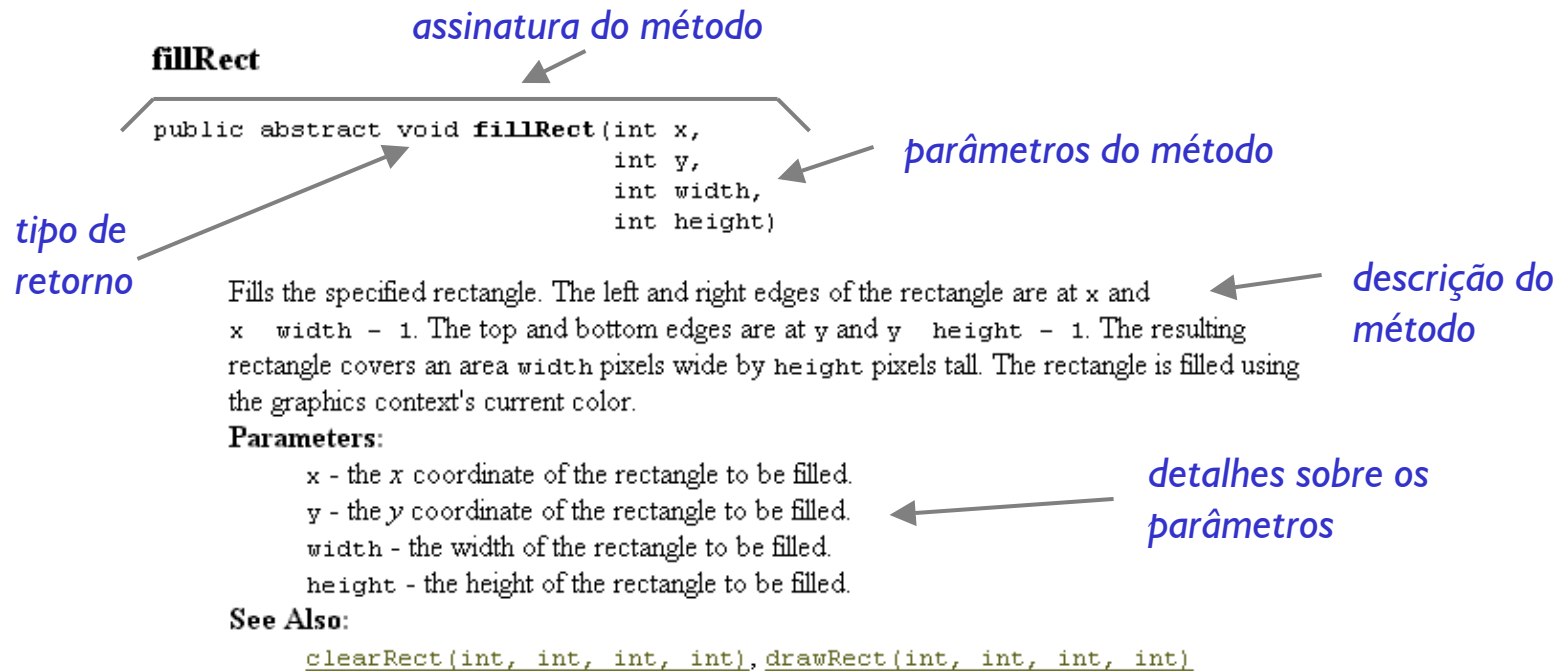 assinatura do método
fillRect
public abstract void fillRect(int x,
int y,
int width,
int height)
parâmetros do método
tipo de
retorno
Fills the specified rectangle. The left and right edges of the rectangle are at x and
x width - 1. The top and bottom edges are at y and y height - 1. The resulting
rectangle covers an area width pixels wide by height pixels tall. The rectangle is filled using
the graphics context's current color.
descrição do
método
Parameters:
x - the x coordinate of the rectangle to be filled.
y - the y coordinate of the rectangle to be filled.
width - the width of the rectangle to be filled.
height - the height of the rectangle to be filled.
detalhes sobre os
parâmetros
See Also:
clearRect(int, int, int, int), drawRect(int, int, int, int)